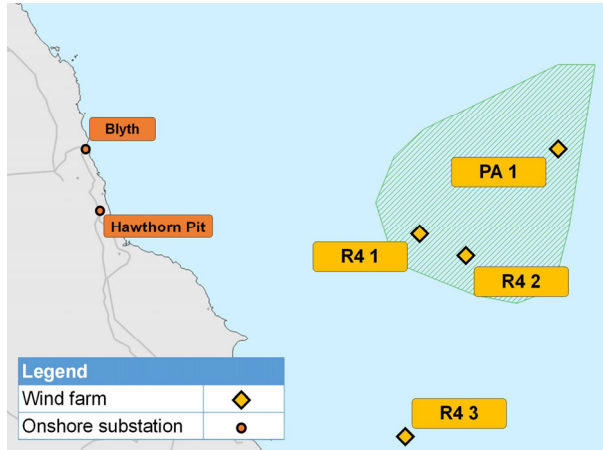 Blyth
PA 1
Hawthorn Pit
R4 1
R4 2
Legend
Wind farm
Onshore substation
R4 3